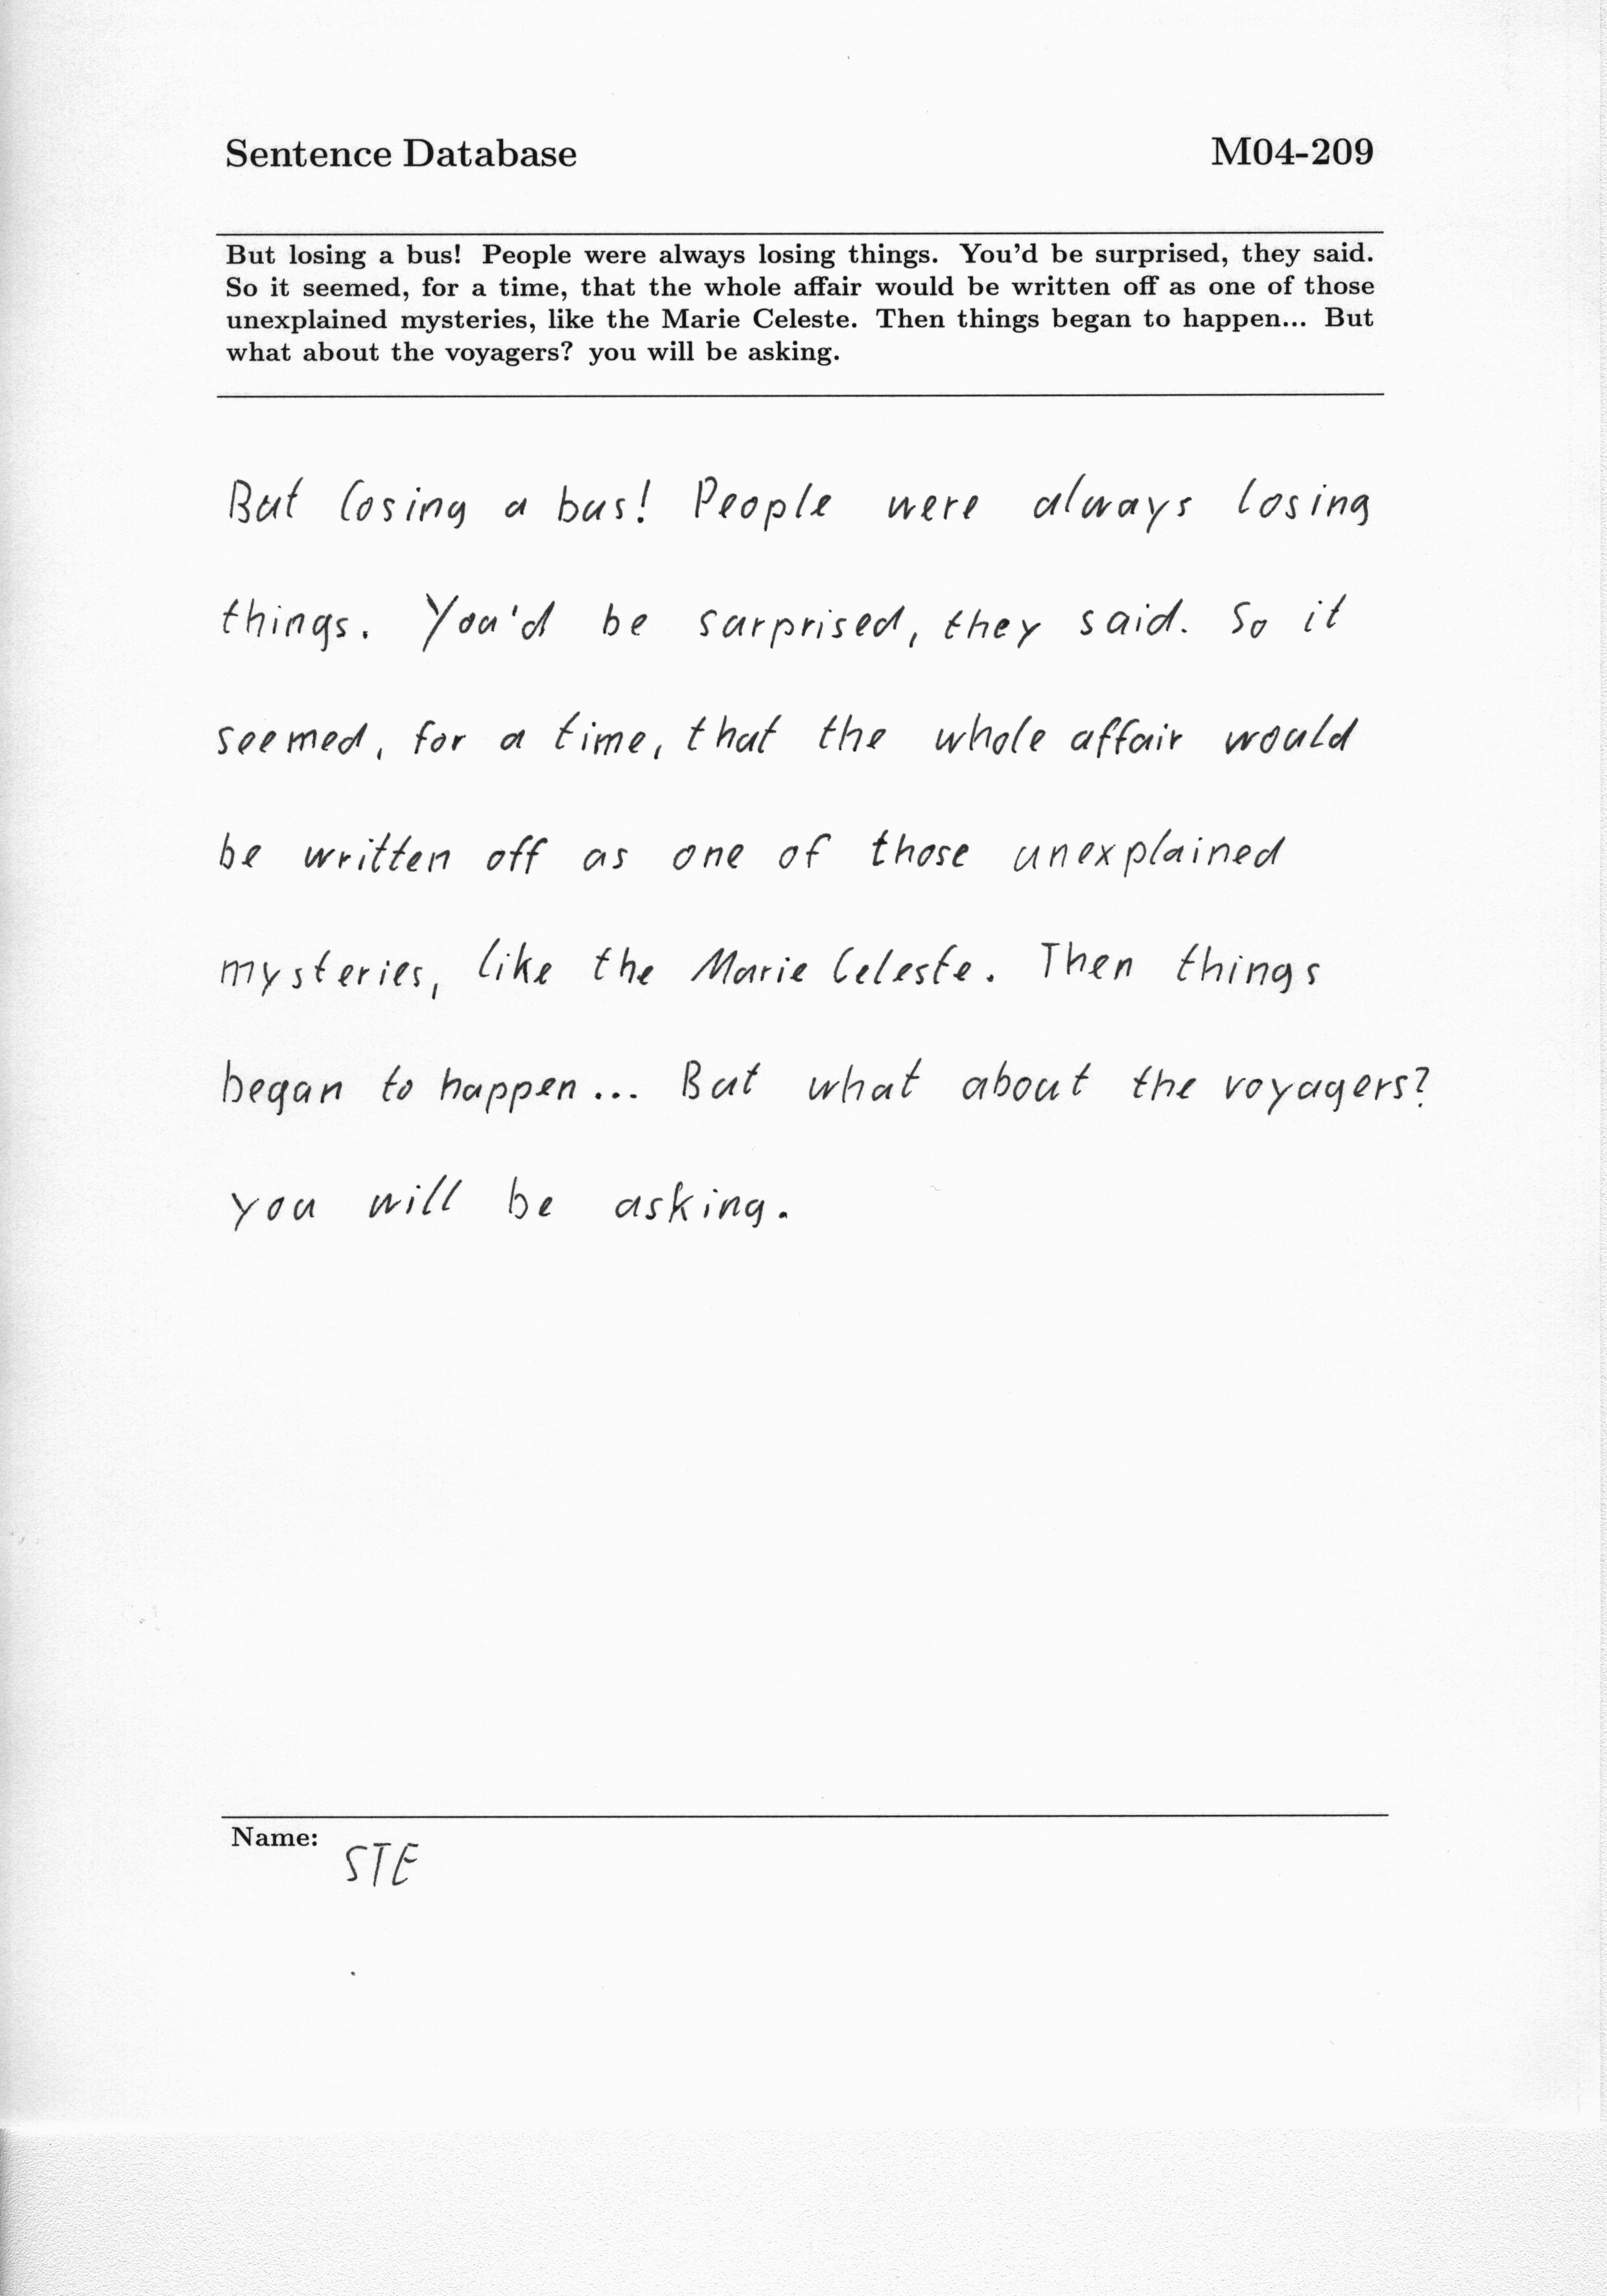 Sentence Database M04-209
But losing a bus! People were always losing things. You'd be surprised, they said.
So it seemed, for a time, that the whole affair would be written off as one of those
unexplained mysteries, like the Marie Celeste. Then things began to happen... But
what about the voyagers? you will be asking.
But losing a bus! People were always losing
things. You'd be surprised, they said. So it
seemed, for a time, that the whole affair would
be written off as one of those unexplained
mysteries, like the Marie Celeste. Then things
began to happen... But what about the voyagers?
you will be asking.
Name:
STE